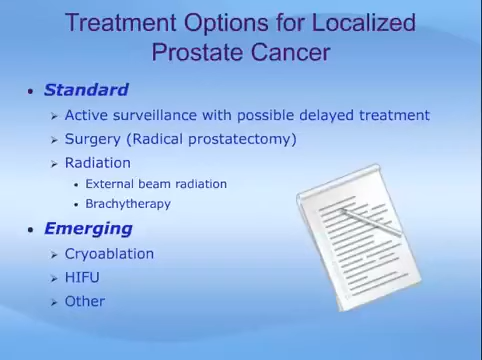 Treatment Options for Localized
Prostate Cancer
Standard
Active surveillance with possible delayed treatment
Surgery (Radical prostatectomy)
Radiation
External beam radiation
Brachytherapy
Emerging
Cryoablation
HIFU
Other